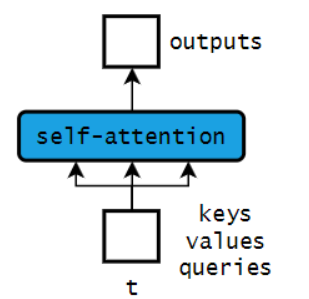 outputs
self-attention
keys
values
queries
t